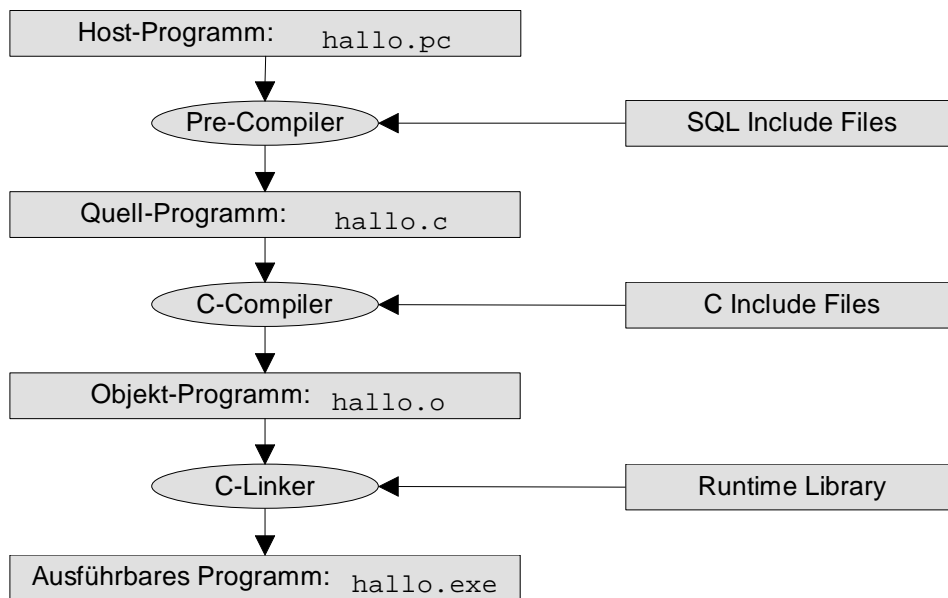 Host-Programm: hallo.pc
Pre-Compiler
SQL Include Files
Quell-Programm: hallo.c
C-Compiler
C Include Files
Objekt-Programm: hallo.o
C-Linker
Runtime Library
Ausführbares Programm: hallo.exe